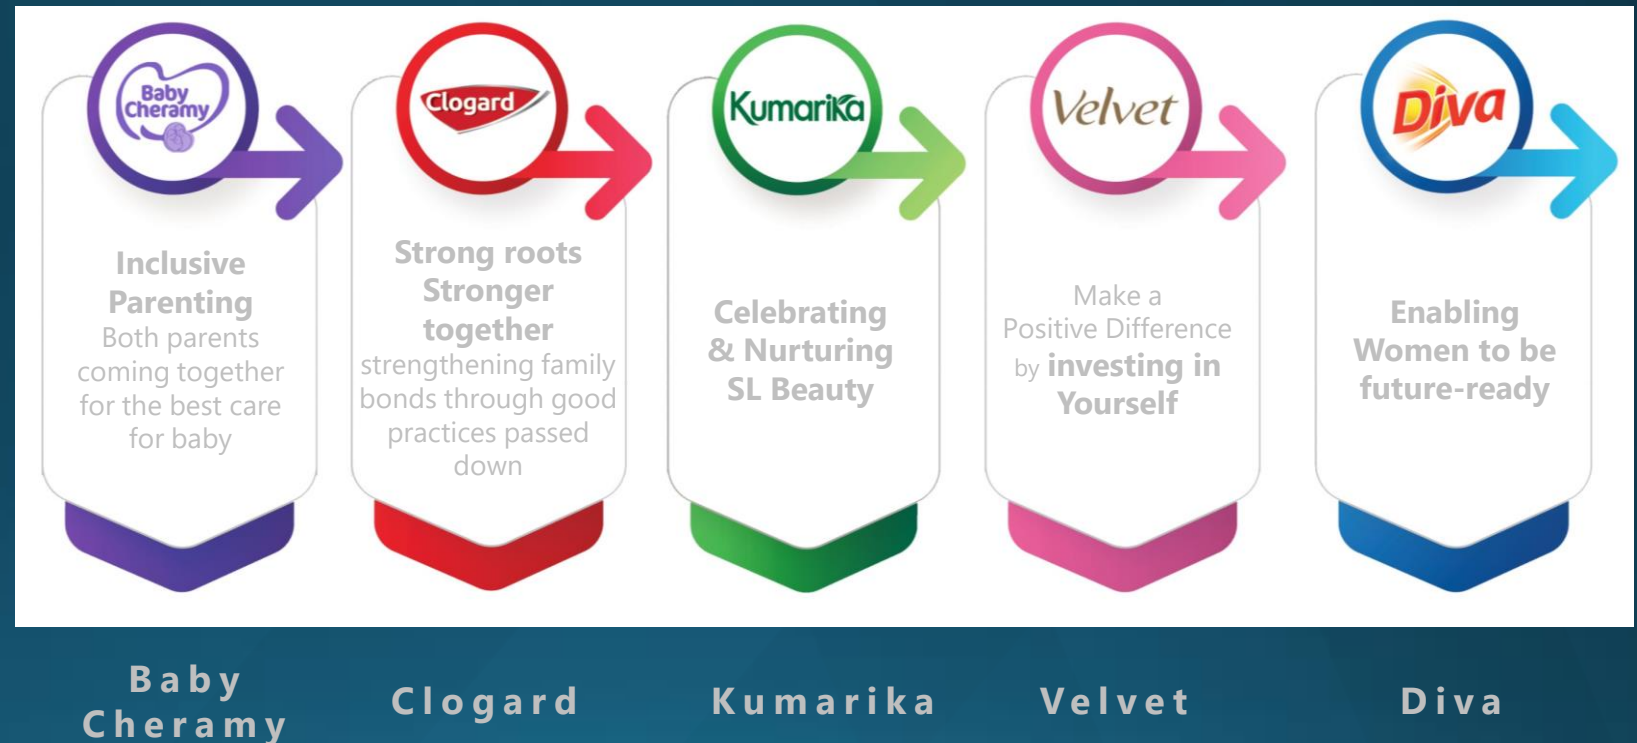 Baby
Cheramy
Clogard
Kumarika
Velvet
Diva
Inclusive
Parenting
Both parents
coming together
for the best care
for baby
Strong roots
Stronger
together
strengthening family
bonds through good
practices passed
down
Celebrating
& Nurturing
SL Beauty
Make a
Positive Difference
by investing in
Yourself
Enabling
Women to be
future-ready
Baby
Cheramy
Clogard
Kumarika
Velvet
Diva